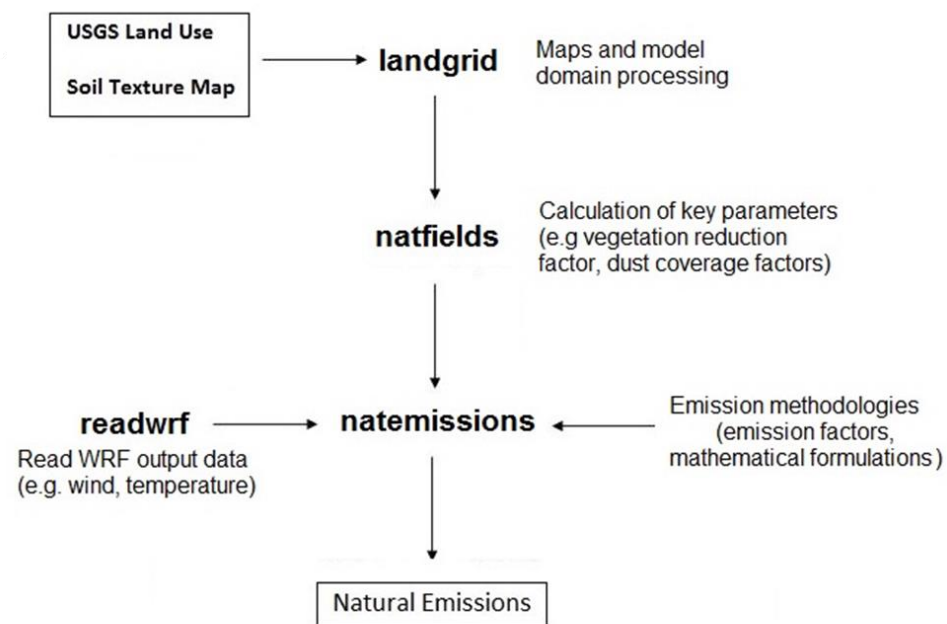 USGS Land Use
Soil Texture Map
landgrid
Maps and model
domain processing
natfields
Calculation of key parameters
(e.g vegetation reduction
factor, dust coverage factors)
readwrf
Read WRF output data
(e.g. wind, temperature)
natemissions
Emission methodologies
(emission factors,
mathematical formulations)
Natural Emissions